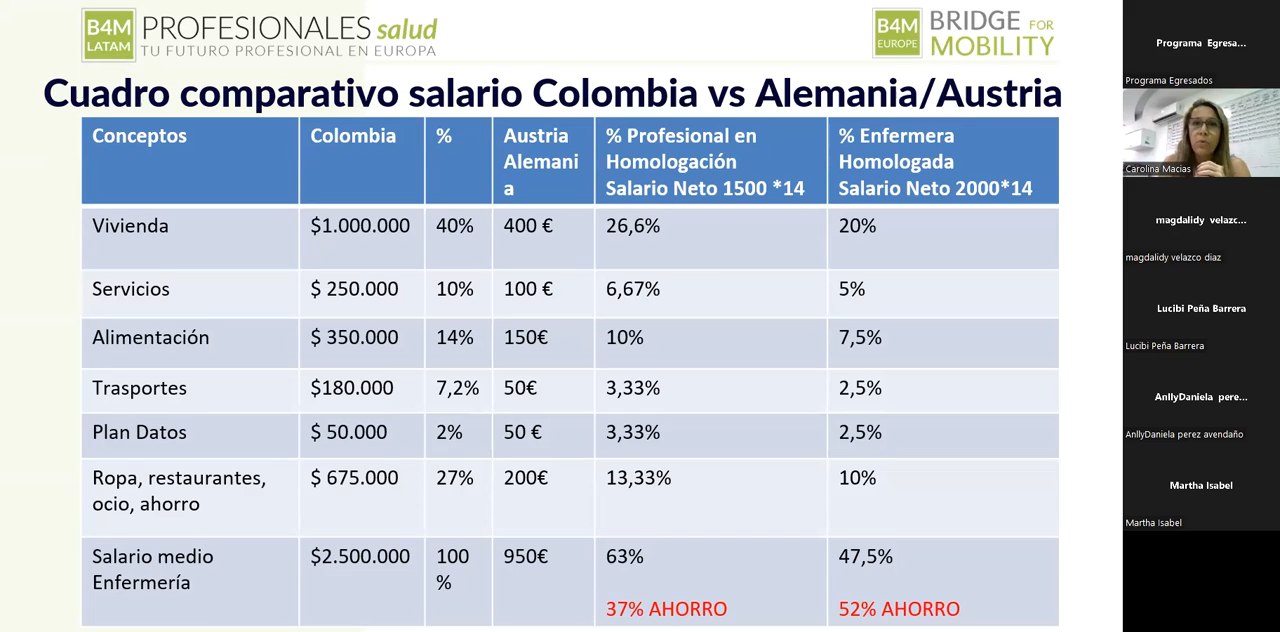 B4M
LATAM
PROFESIONALES salud
TU FUTURO PROFESIONAL EN EUROPA
B4M
EUROPE
BRIDGE FOR
MOBILITY
Cuadro comparativo salario Colombia vs Alemania/Austria
Conceptos
Colombia
%
Austria
Alemani
a
% Profesional en
Homologación
Salario Neto 1500 *14
% Enfermera
Homologada
Salario Neto 2000*14
Vivienda
$1.000.000
40%
400 €
26,6%
20%
Servicios
$ 250.000
10%
100 €
6,67%
5%
Alimentación
$ 350.000
14%
150€
10%
7,5%
Trasportes
$180.000
7,2%
50€
3,33%
2,5%
Plan Datos
$ 50.000
2%
50 €
3,33%
2,5%
Ropa, restaurantes,
ocio, ahorro
$ 675.000
27%
200€
13,33%
10%
Salario medio
Enfermería
$2.500.000
100
%
950€
63%
37% AHORRO
47,5%
52% AHORRO
Programa Egresa...
Programa Egresados
Carolina Macias
magdalidy velazc...
magdalidy velazco diaz
Lucibi Peña Barrera
Lucibi Peña Barrera
AnllyDaniela pere...
AnllyDaniela perez avendaño
Martha Isabel
Martha Isabel